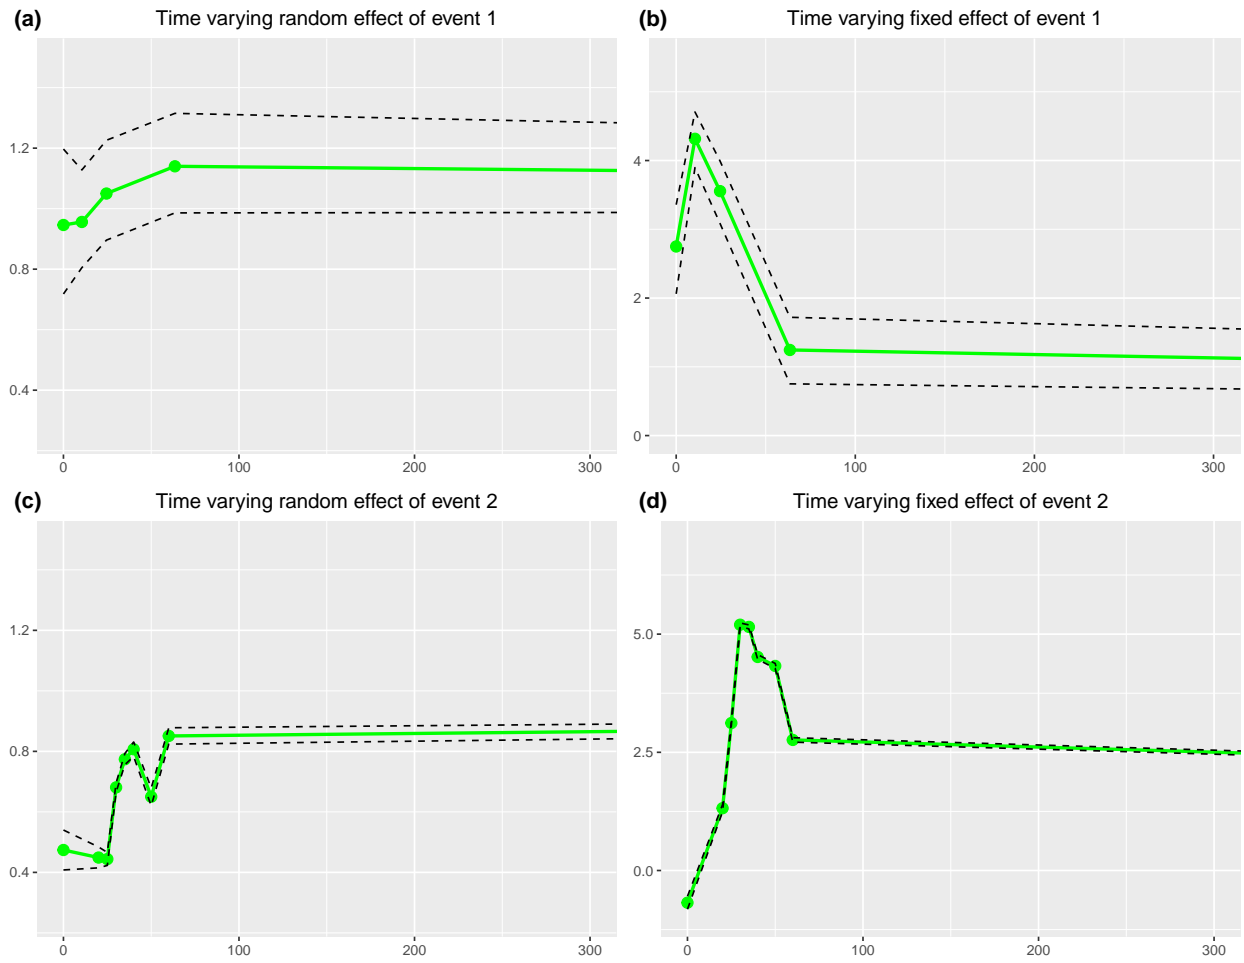 (a) Time varying random effect of event 1
1.2
0.8
0.4
0 100 200 300
(b) Time varying fixed effect of event 1
4
2
0
0 100 200 300
(c) Time varying random effect of event 2
1.2
0.8
0.4
0 100 200 300
(d) Time varying fixed effect of event 2
5.0
2.5
0.0
0 100 200 300